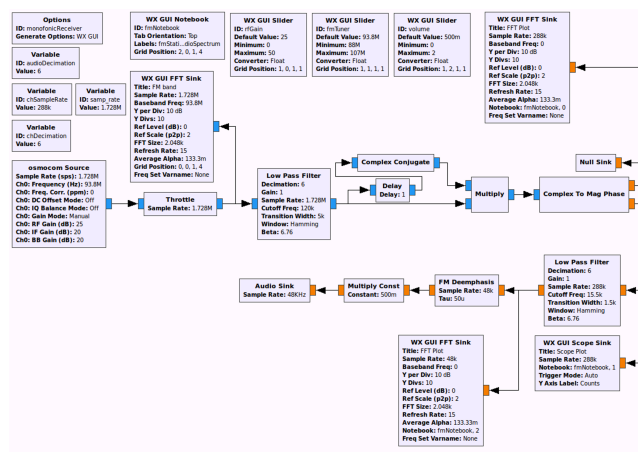 Options
ID: monofonicReceiver
Generate Options: WX GUI
Variable
ID: audioDecimation
Value: 6
Variable
ID: chSampleRate
Value: 288k
Variable
ID: samp_rate
Value: 1.728M
Variable
ID: chDecimation
Value: 6
WX GUI Notebook
ID: fmNotebook
Tab Orientation: Top
Labels: fmStati...dioSpectrum
Grid Position: 2, 0, 1, 4
WX GUI Slider
ID: rfGain
Default Value: 25
Minimum: 0
Maximum: 50
Converter: Float
Grid Position: 1, 0, 1, 1
WX GUI Slider
ID: fmTuner
Default Value: 93.8M
Minimum: 88M
Maximum: 107M
Converter: Float
Grid Position: 1, 1, 1, 1
WX GUI Slider
ID: volume
Default Value: 500m
Minimum: 0
Maximum: 2
Converter: Float
Grid Position: 1, 2, 1, 1
WX GUI FFT Sink
Title: FFT Plot
Sample Rate: 288k
Baseband Freq: 0
Y per Div: 10 dB
Y Divs: 10
Ref Level (dB): 0
Ref Scale (p2p): 2
FFT Size: 2.048k
Refresh Rate: 15
Average Alpha: 133.3m
Notebook: fmNotebook, 0
Freq Set Varname: None
WX GUI FFT Sink
Title: FM band
Sample Rate: 1.728M
Baseband Freq: 93.8M
Y per Div: 10 dB
Y Divs: 10
Ref Level (dB): 0
Ref Scale (p2p): 2
FFT Size: 2.048k
Refresh Rate: 15
Average Alpha: 133.3m
Grid Position: 0, 0, 1, 4
Freq Set Varname: None
osmocom Source
Sample Rate (sps): 1.728M
Ch0: Frequency (Hz): 93.8M
Ch0: Freq. Corr. (ppm): 0
Ch0: DC Offset Mode: Off
Ch0: IQ Balance Mode: Off
Ch0: Gain Mode: Manual
Ch0: RF Gain (dB): 25
Ch0: IF Gain (dB): 20
Ch0: BB Gain (dB): 20
Throttle
Sample Rate: 1.728M
Low Pass Filter
Decimation: 6
Gain: 1
Sample Rate: 1.728M
Cutoff Freq: 120k
Transition Width: 5k
Window: Hamming
Beta: 6.76
Complex Conjugate
Delay
Delay: 1
Multiply
Complex To Mag Phase
Null Sink
Low Pass Filter
Decimation: 6
Gain: 1
Sample Rate: 288k
Cutoff Freq: 15.5k
Transition Width: 1.5k
Window: Hamming
Beta: 6.76
FM Deemphasis
Sample Rate: 48k
Tau: 50u
Multiply Const
Constant: 500m
Audio Sink
Sample Rate: 48KHz
WX GUI FFT Sink
Title: FFT Plot
Sample Rate: 48k
Baseband Freq: 0
Y per Div: 10 dB
Y Divs: 10
Ref Level (dB): 0
Ref Scale (p2p): 2
FFT Size: 2.048k
Refresh Rate: 15
Average Alpha: 133.33m
Notebook: fmNotebook, 2
Freq Set Varname: None
WX GUI Scope Sink
Title: Scope Plot
Sample Rate: 288k
Notebook: fmNotebook, 1
Trigger Mode: Auto
Y Axis Label: Counts